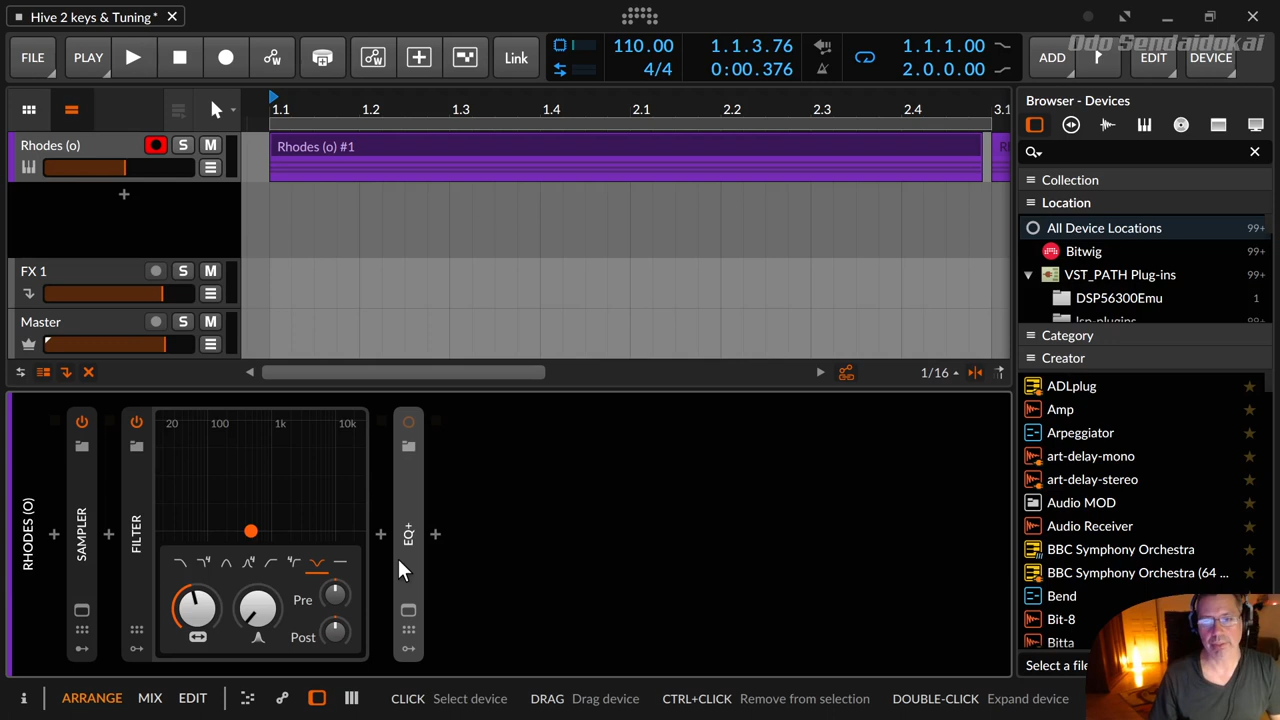 Hive 2 keys & Tuning*
Odo Sendaidokai
FILE
PLAY
Link
110.00
4/4
1.1.3.76
0:00.376
1.1.1.00
2.0.0.00
ADD
EDIT
DEVICE
1.1
1.2
1.3
1.4
2.1
2.2
2.3
2.4
3.1
Rhodes (o)
S
M
Rhodes (o) #1
FX 1
S
M
Master
S
M
1/16
Browser - Devices
Collection
Location
All Device Locations
99+
Bitwig
99+
VST_PATH Plug-ins
99+
DSP56300Emu
1
lsp-plugins
99+
Category
Creator
ADLplug
Amp
Arpeggiator
art-delay-mono
art-delay-stereo
Audio MOD
Audio Receiver
BBC Symphony Orchestra
BBC Symphony Orchestra (64 ...
Bend
Bit-8
Bitta
Select a file
RHODES (O)
SAMPLER
FILTER
20
100
1k
10k
Pre
Post
EQ+
ARRANGE
MIX
EDIT
CLICK Select device
DRAG Drag device
CTRL+CLICK Remove from selection
DOUBLE-CLICK Expand device